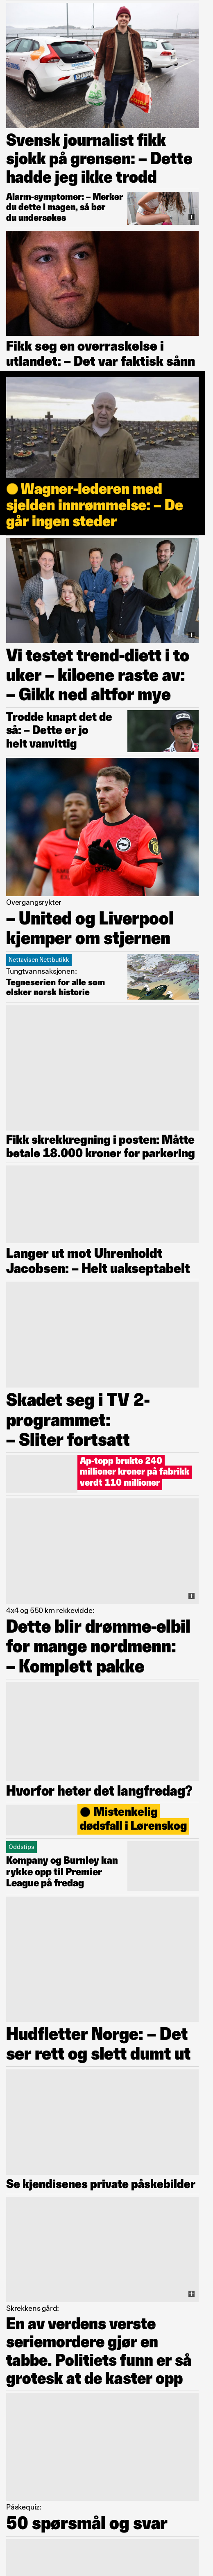 Svensk journalist fikk
sjokk på grensen: – Dette
hadde jeg ikke trodd
Alarm-symptomer: – Merker
du dette i magen, så bør
du undersøkes
Fikk seg en overraskelse i
utlandet: – Det var faktisk sånn
Wagner-lederen med
sjelden innrømmelse: – De
går ingen steder
Vi testet trend-diett i to
uker – kiloene raste av:
– Gikk ned altfor mye
Trodde knapt det de
så: – Dette er jo
helt vanvittig
Overgangsrykter
– United og Liverpool
kjemper om stjernen
Nettavisen Nettbutikk
Tungtvannsaksjonen:
Tegneserien for alle som
elsker norsk historie
Fikk skrekkregning i posten: Måtte
betale 18.000 kroner for parkering
Langer ut mot Uhrenholdt
Jacobsen: – Helt uakseptabelt
Skadet seg i TV 2-
programmet:
– Sliter fortsatt
Ap-topp brukte 240
millioner kroner på fabrikk
verdt 110 millioner
4x4 og 550 km rekkevidde:
Dette blir drømme-elbil
for mange nordmenn:
– Komplett pakke
Hvorfor heter det langfredag?
Mistenkelig
dødsfall i Lørenskog
Oddstips
Kompany og Burnley kan
rykke opp til Premier
League på fredag
Hudfletter Norge: – Det
ser rett og slett dumt ut
Se kjendisenes private påskebilder
Skrekkens gård:
En av verdens verste
seriemordere gjør en
tabbe. Politiets funn er så
grotesk at de kaster opp
Påskequiz:
50 spørsmål og svar